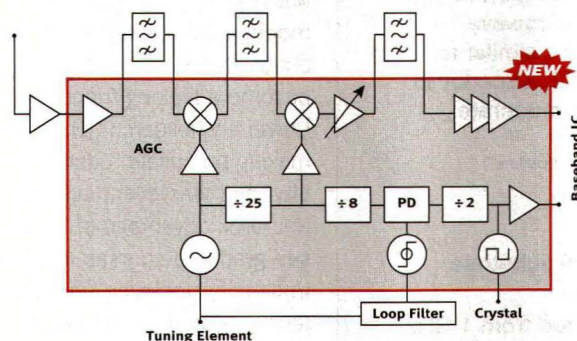 NEW
AGC
÷ 25
÷ 8
PD
÷ 2
Baseband IC
Loop Filter
Crystal
Tuning Element